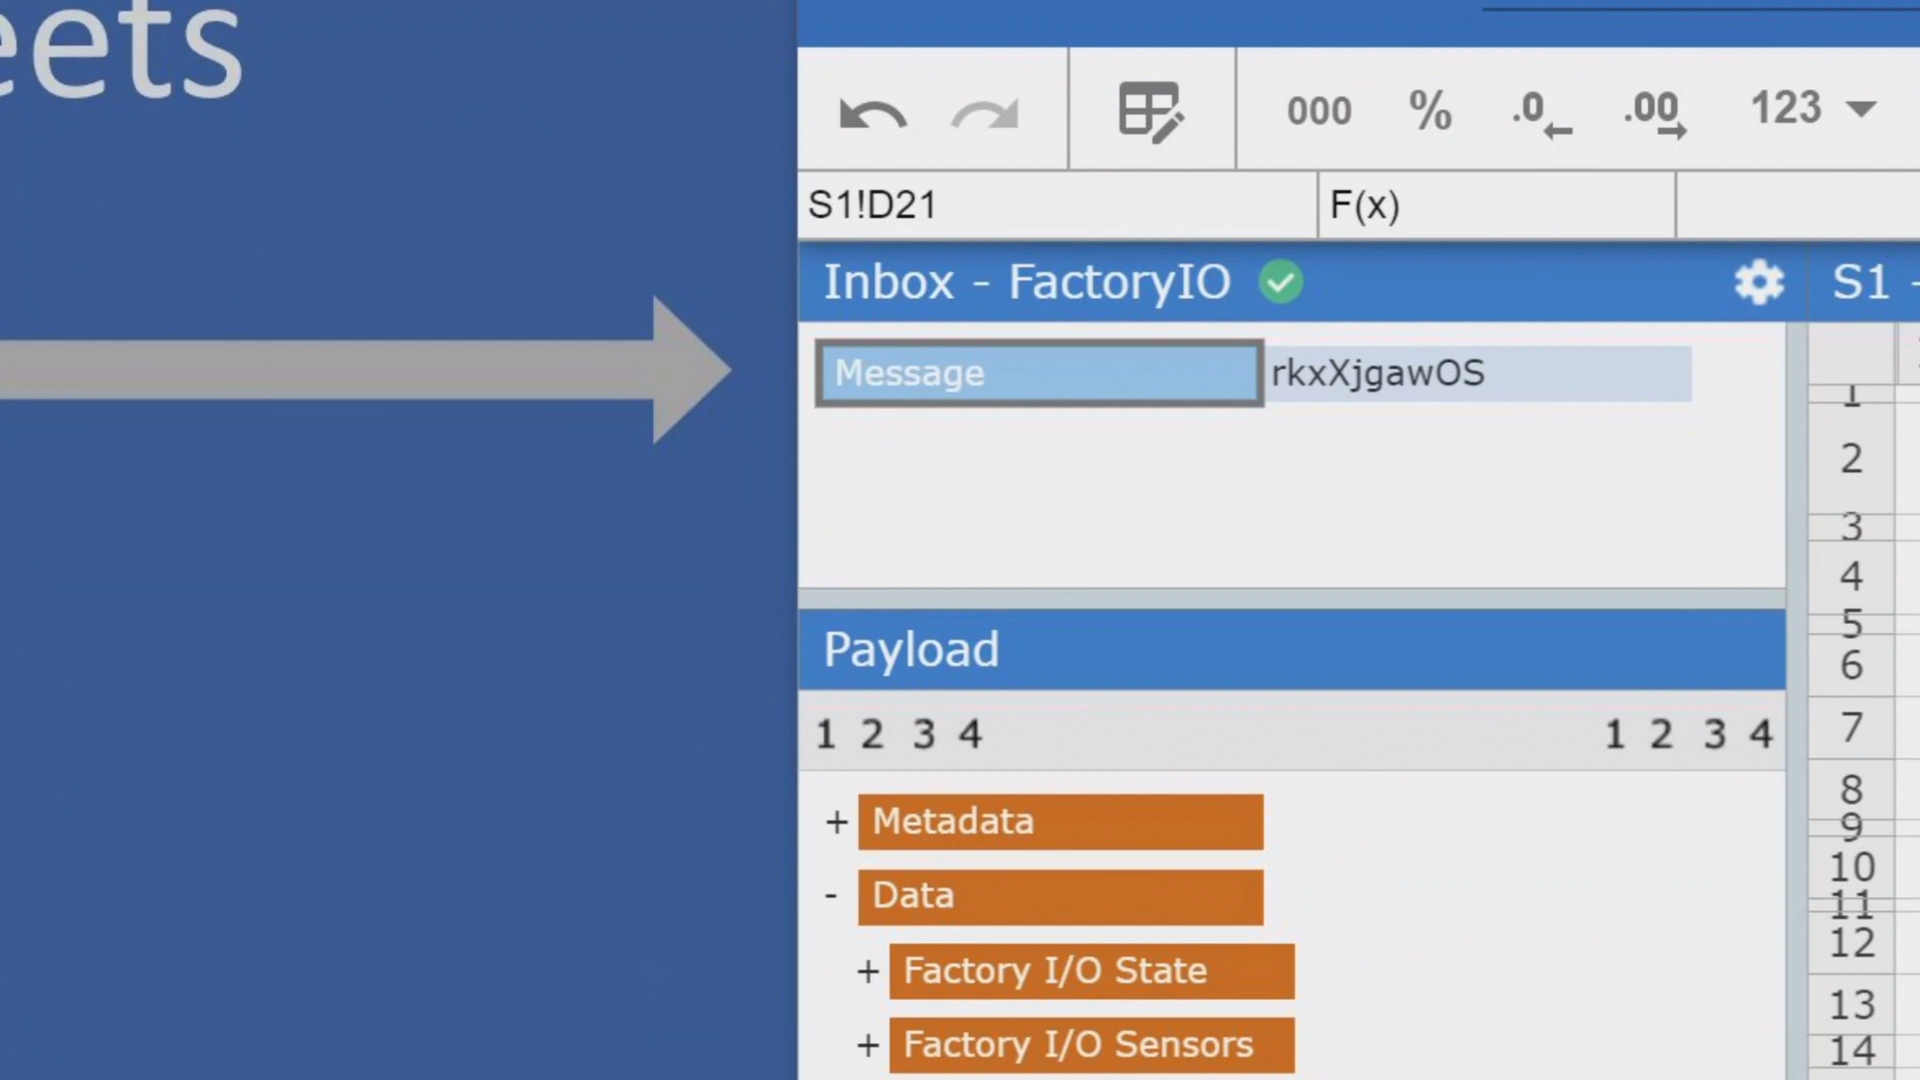 eets
000 % .0 .00 123
S1!D21 F(x)
Inbox - FactoryIO S1 -
Message rkxXjgawOS
1
2
3
4
5
6
7
8
9
10
11
12
13
14
Payload
1 2 3 4 1 2 3 4
+ Metadata
- Data
+ Factory I/O State
+ Factory I/O Sensors